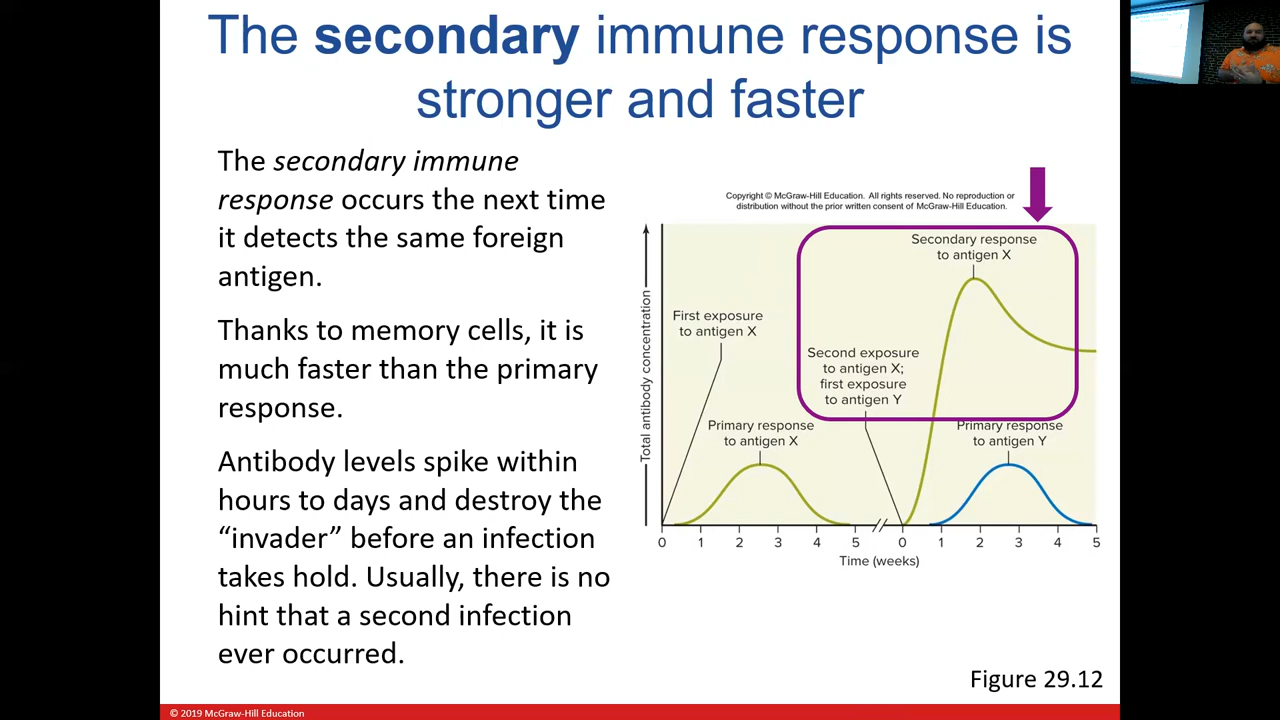 The secondary immune response is
stronger and faster
The secondary immune
response occurs the next time
it detects the same foreign
antigen.
Thanks to memory cells, it is
much faster than the primary
response.
Antibody levels spike within
hours to days and destroy the
“invader” before an infection
takes hold. Usually, there is no
hint that a second infection
ever occurred.
Copyright © McGraw-Hill Education. All rights reserved. No reproduction or
distribution without the prior written consent of McGraw-Hill Education.
Total antibody concentration
First exposure
to antigen X
Primary response
to antigen X
Second exposure
to antigen X;
first exposure
to antigen Y
Secondary response
to antigen X
Primary response
to antigen Y
0 1 2 3 4 5 0 1 2 3 4 5
Time (weeks)
Figure 29.12
© 2019 McGraw-Hill Education